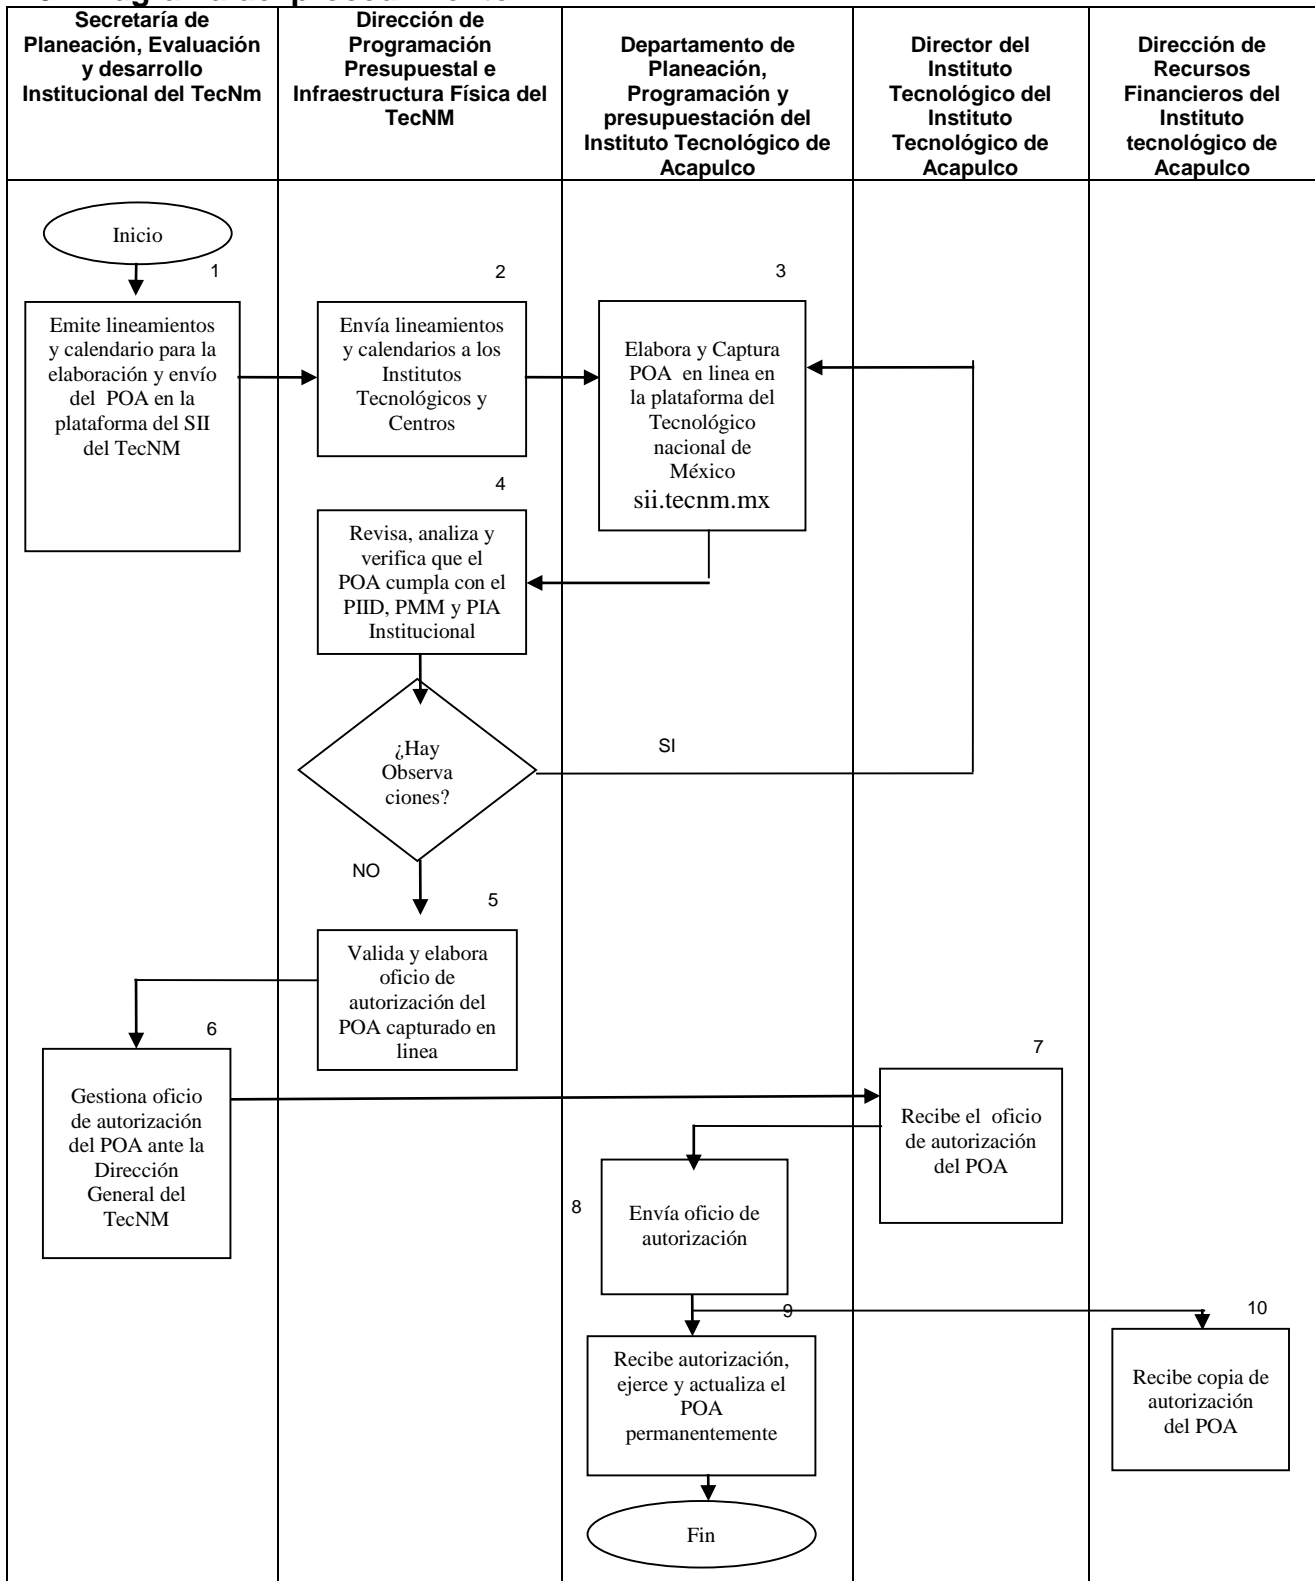 Secretaría de
Planeación, Evaluación
y desarrollo
Institucional del TecNm
Dirección de
Programación
Presupuestal e
Infraestructura Física del
TecNM
Departamento de
Planeación,
Programación y
presupuestación del
Instituto Tecnológico de
Acapulco
Director del
Instituto
Tecnológico del
Instituto
Tecnológico de
Acapulco
Dirección de
Recursos
Financieros del
Instituto
tecnológico de
Acapulco
Inicio
1
Emite lineamientos
y calendario para la
elaboración y envío
del POA en la
plataforma del SII
del TecNM
2
Envía lineamientos
y calendarios a los
Institutos
Tecnológicos y
Centros
3
Elabora y Captura
POA en linea en
la plataforma del
Tecnológico
nacional de
México
sii.tecnm.mx
4
Revisa, analiza y
verifica que el
POA cumpla con el
PIID, PMM y PIA
Institucional
¿Hay
Observa
ciones?
SI
NO
5
Valida y elabora
oficio de
autorización del
POA capturado en
linea
6
Gestiona oficio
de autorización
del POA ante la
Dirección
General del
TecNM
7
Recibe el oficio
de autorización
del POA
8
Envía oficio de
autorización
9
Recibe autorización,
ejerce y actualiza el
POA
permanentemente
10
Recibe copia de
autorización
del POA
Fin